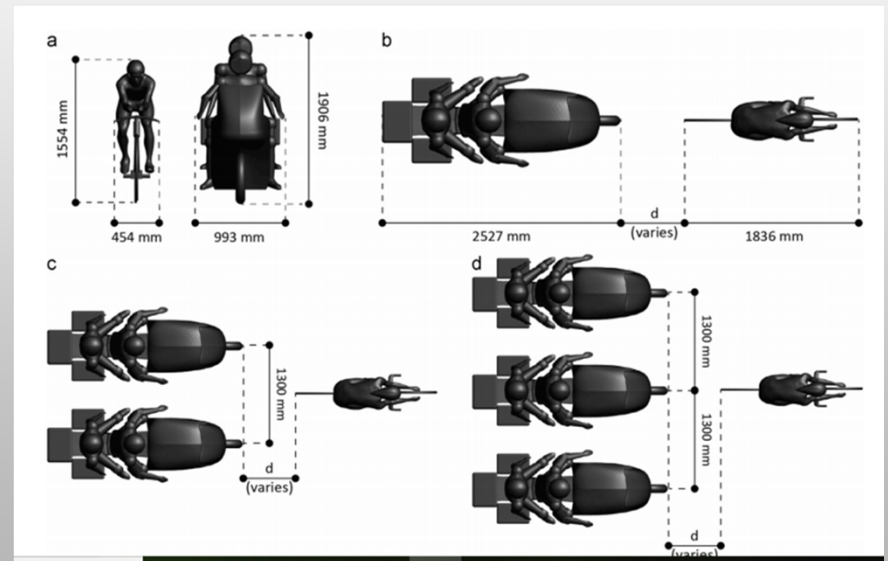 a
1554 mm
1906 mm
454 mm
993 mm
b
2527 mm
d
(varies)
1836 mm
c
1300 mm
d
(varies)
d
1300 mm
1300 mm
d
(varies)